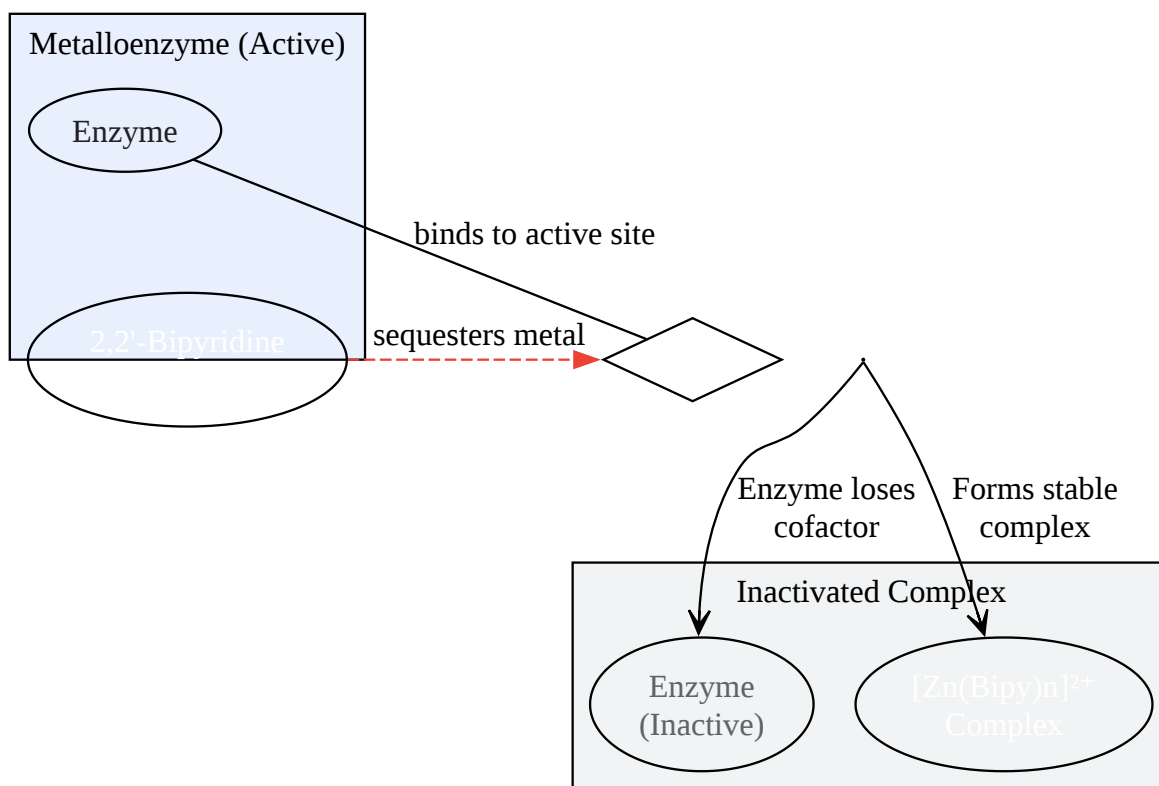 Metalloenzyme (Active)
Enzyme
binds to active site
2,2'-Bipyridine
sequesters metal
Enzyme loses
cofactor
Forms stable
complex
Inactivated Complex
Enzyme
(Inactive)
[Zn(Bipy)n]²⁺
Complex